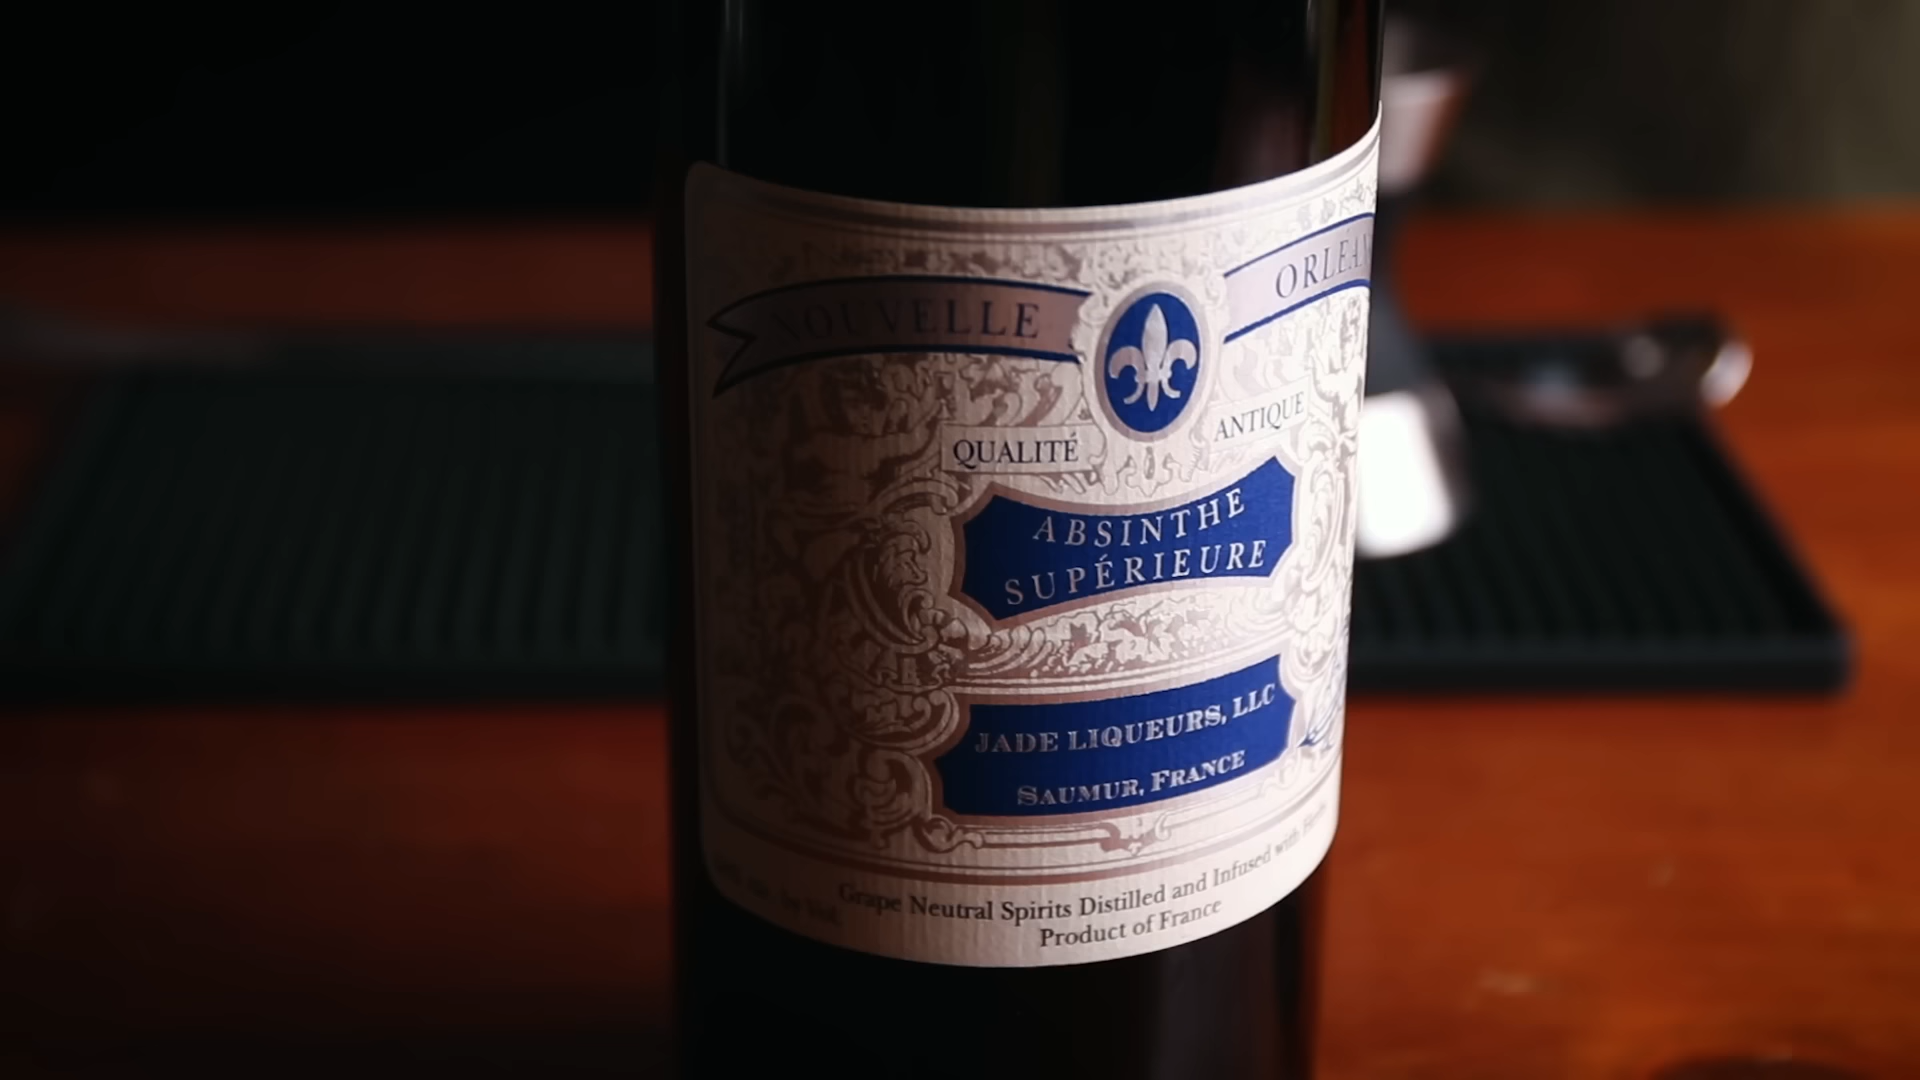 NOUVELLE
ORLÉAN
QUALITÉ
ANTIQUE
ABSINTHE
SUPÉRIEURE
JADE LIQUEURS, LLC
SAUMUR, FRANCE
Grape Neutral Spirits Distilled and Infused with
Product of France